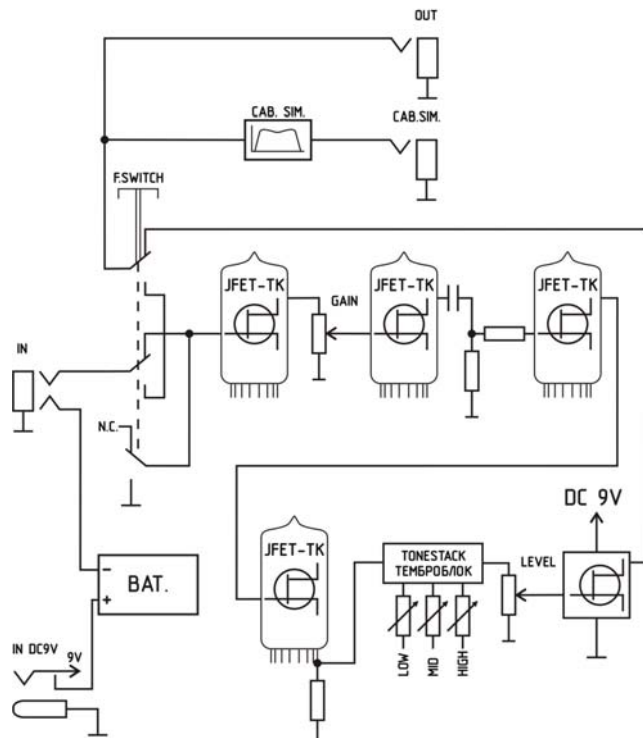 OUT
CAB. SIM.
CAB.SIM.
F.SWITCH
JFET-TK
JFET-TK
JFET-TK
GAIN
IN
N.C.
DC 9V
JFET-TK
TONESTACK
ТЕМБРОБЛОК
LEVEL
-
BAT.
+
IN DC9V
9V
LOW
MID
HIGH